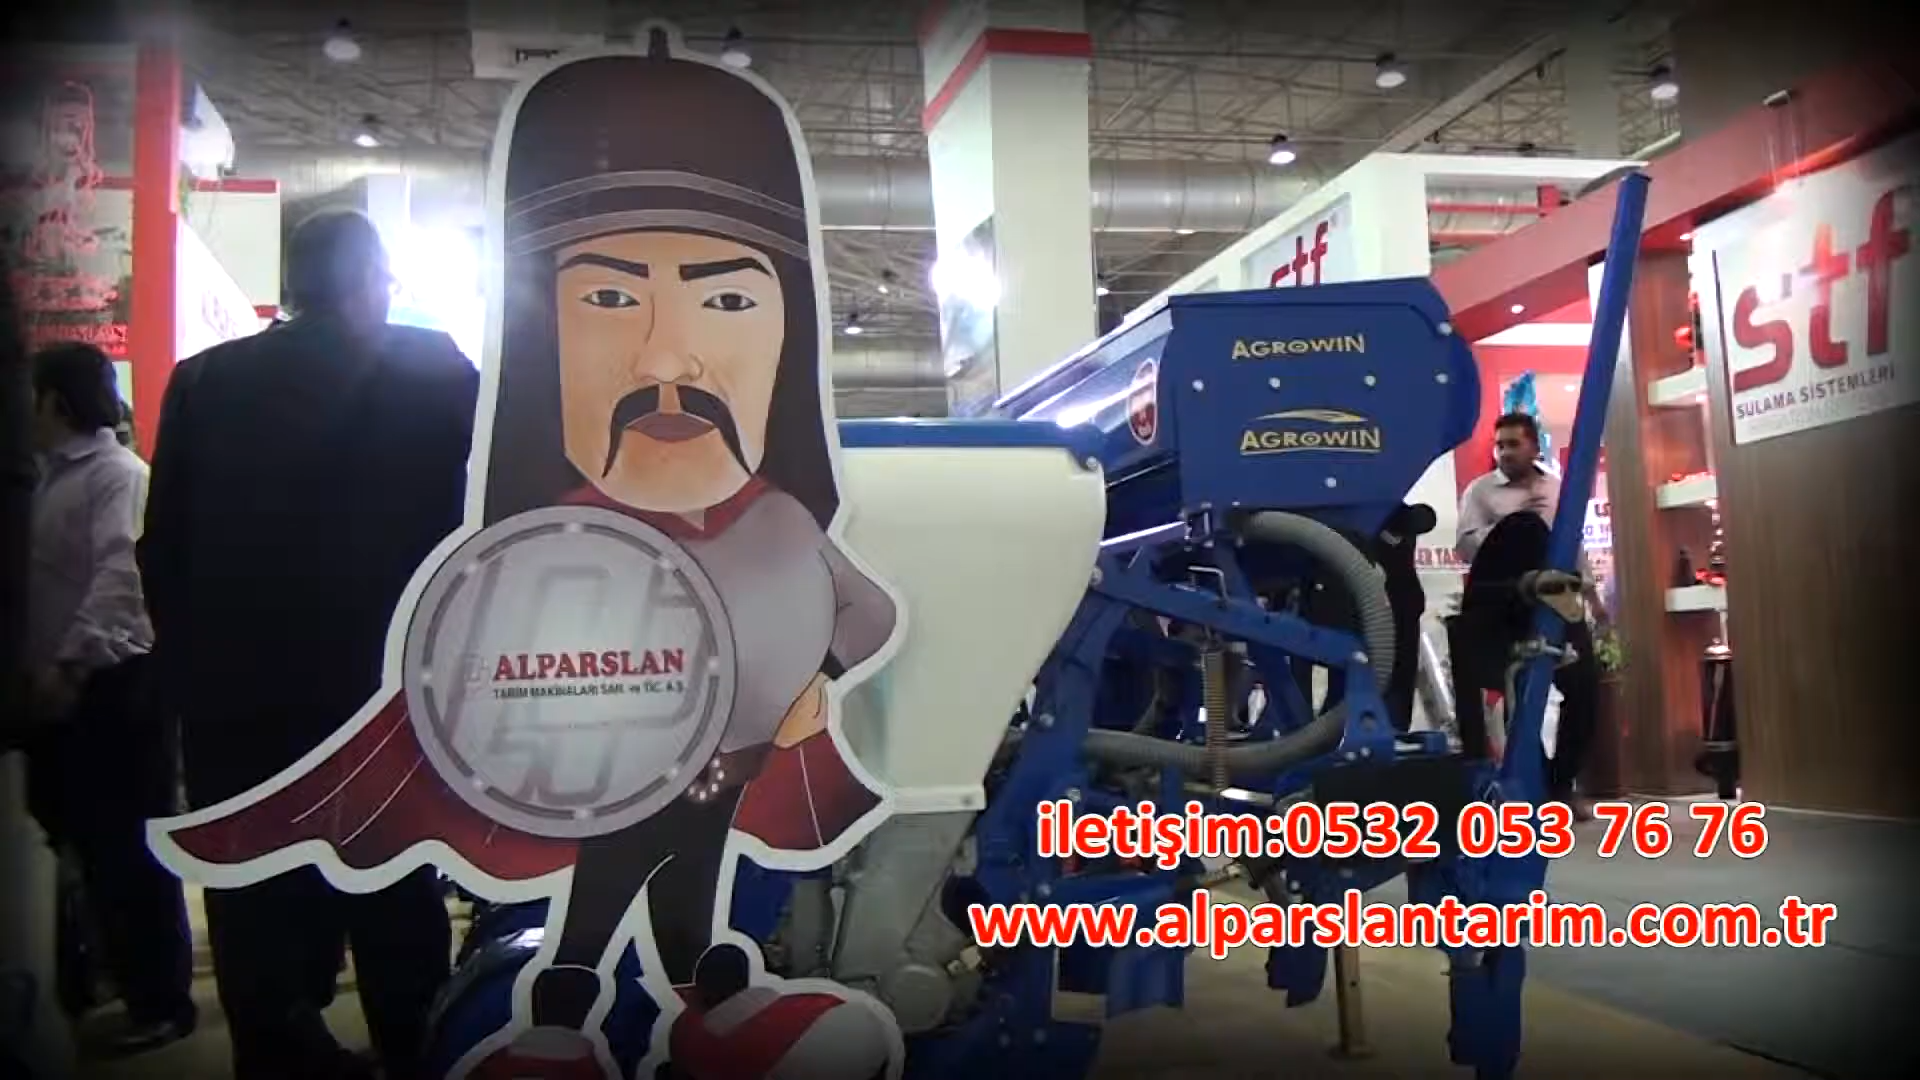 stf
AGROWIN
AGROWIN
stf
SULAMA SİSTEMLERİ
ALPARSLAN
TARIM MAKİNALARI SAN. ve TİC. A.Ş.
iletişim:0532 053 76 76
www.alparslantarim.com.tr